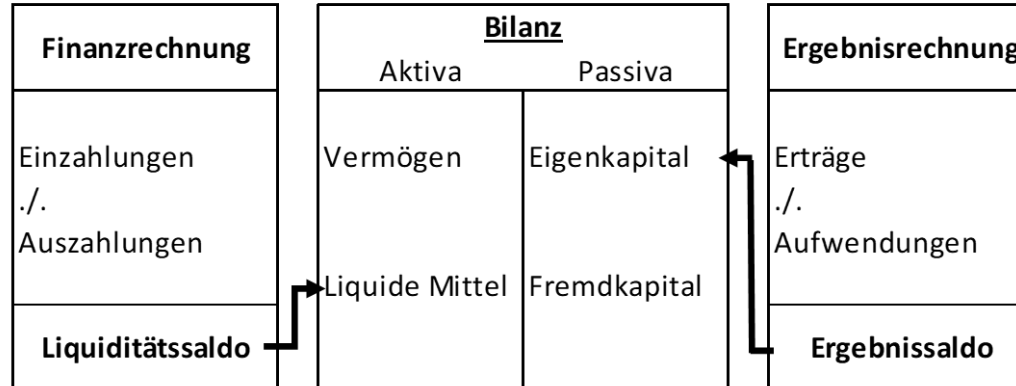 Finanzrechnung
Einzahlungen
./.
Auszahlungen
Liquiditätssaldo
Bilanz
Aktiva Passiva
Vermögen Eigenkapital
Liquide Mittel Fremdkapital
Ergebnisrechnung
Erträge
./.
Aufwendungen
Ergebnissaldo